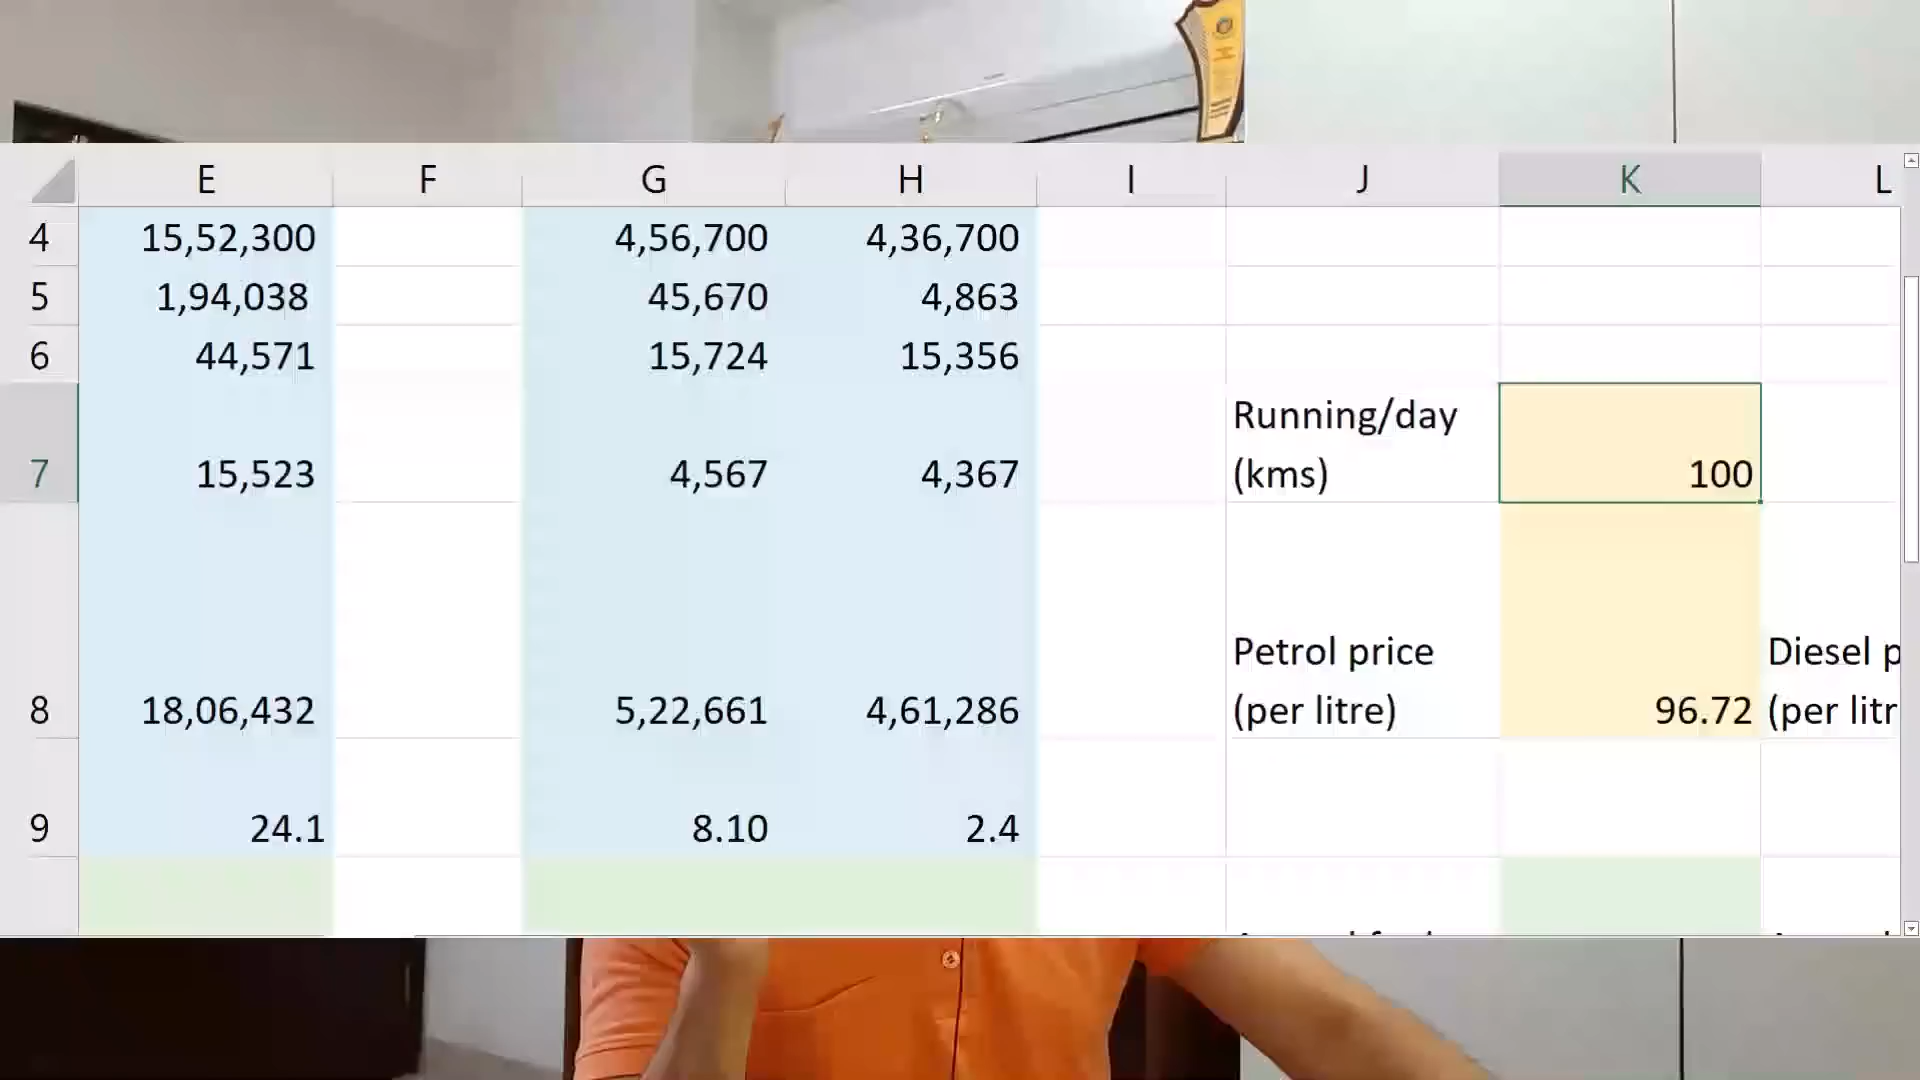 E F G H I J K L
4 15,52,300 4,56,700 4,36,700
5 1,94,038 45,670 4,863
6 44,571 15,724 15,356
Running/day
7 15,523 4,567 4,367 (kms) 100
Petrol price Diesel p
8 18,06,432 5,22,661 4,61,286 (per litre) 96.72 (per litr
9 24.1 8.10 2.4